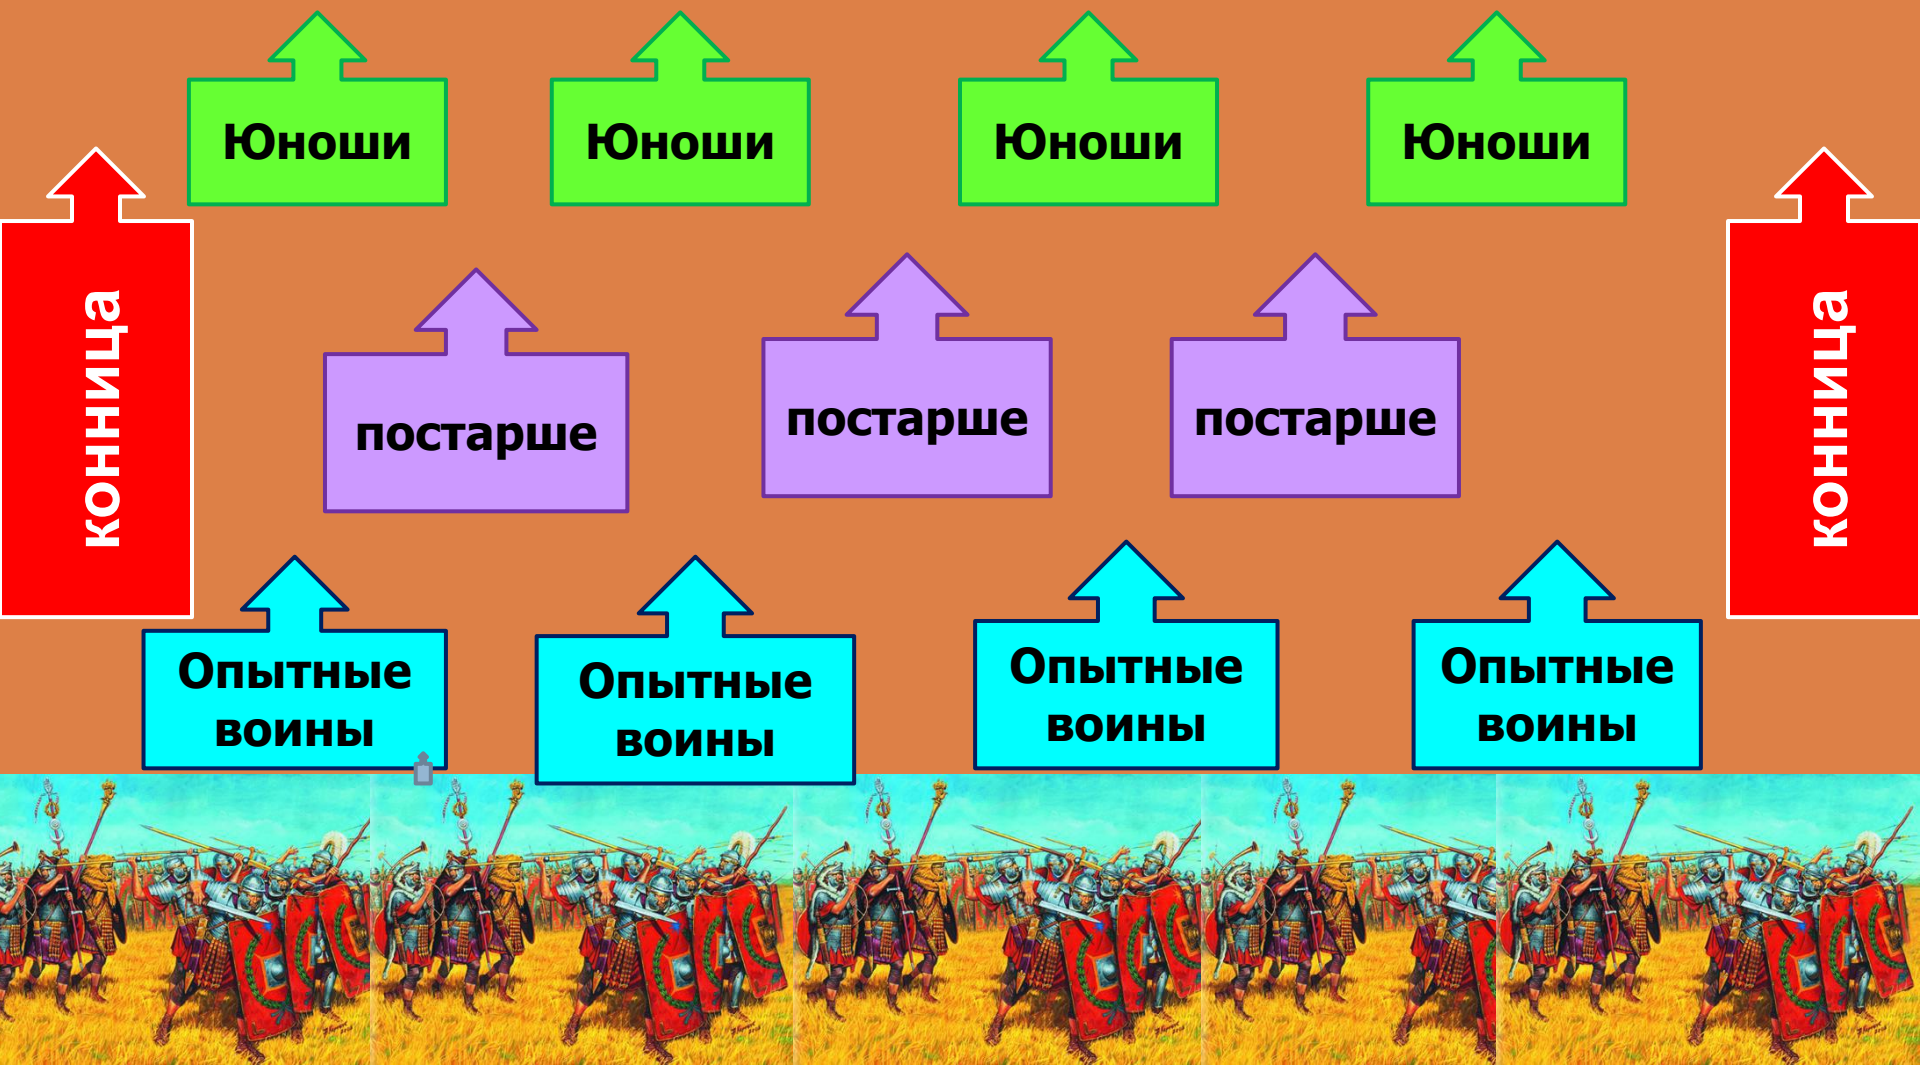 Юноши
Юноши
Юноши
Юноши
конница
конница
постарше
постарше
постарше
Опытные
воины
Опытные
воины
Опытные
воины
Опытные
воины